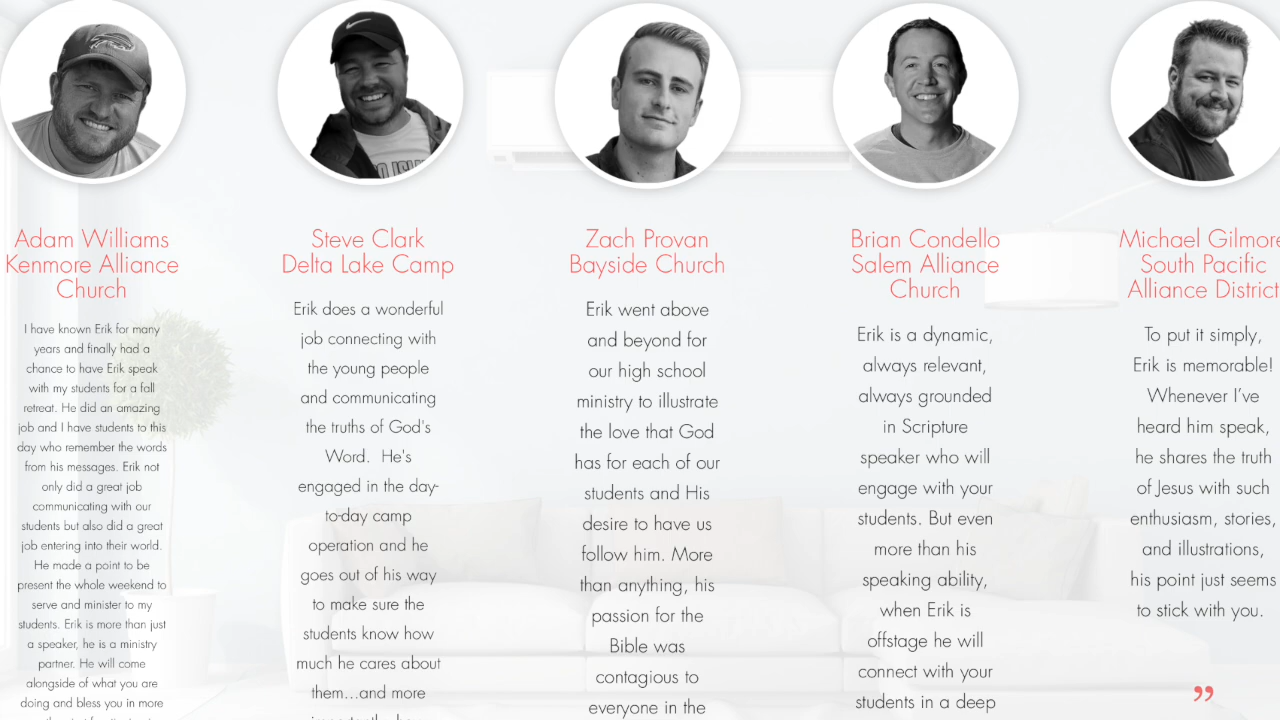 Adam Williams
Kenmore Alliance
Church
I have known Erik for many
years and finally had a
chance to have Erik speak
with my students for a fall
retreat. He did an amazing
job and I have students to this
day who remember the words
from his messages. Erik not
only did a great job
communicating with our
students but also did a great
job entering into their world.
He made a point to be
present the whole weekend to
serve and minister to my
students. Erik is more than just
a speaker, he is a ministry
partner. He will come
alongside of what you are
doing and bless you in more
Steve Clark
Delta Lake Camp
Erik does a wonderful
job connecting with
the young people
and communicating
the truths of God's
Word. He's
engaged in the day-
to-day camp
operation and he
goes out of his way
to make sure the
students know how
much he cares about
them...and more
Zach Provan
Bayside Church
Erik went above
and beyond for
our high school
ministry to illustrate
the love that God
has for each of our
students and His
desire to have us
follow him. More
than anything, his
passion for the
Bible was
contagious to
everyone in the
Brian Condello
Salem Alliance
Church
Erik is a dynamic,
always relevant,
always grounded
in Scripture
speaker who will
engage with your
students. But even
more than his
speaking ability,
when Erik is
offstage he will
connect with your
students in a deep
Michael Gilmore
South Pacific
Alliance District
To put it simply,
Erik is memorable!
Whenever I've
heard him speak,
he shares the truth
of Jesus with such
enthusiasm, stories,
and illustrations,
his point just seems
to stick with you.
”